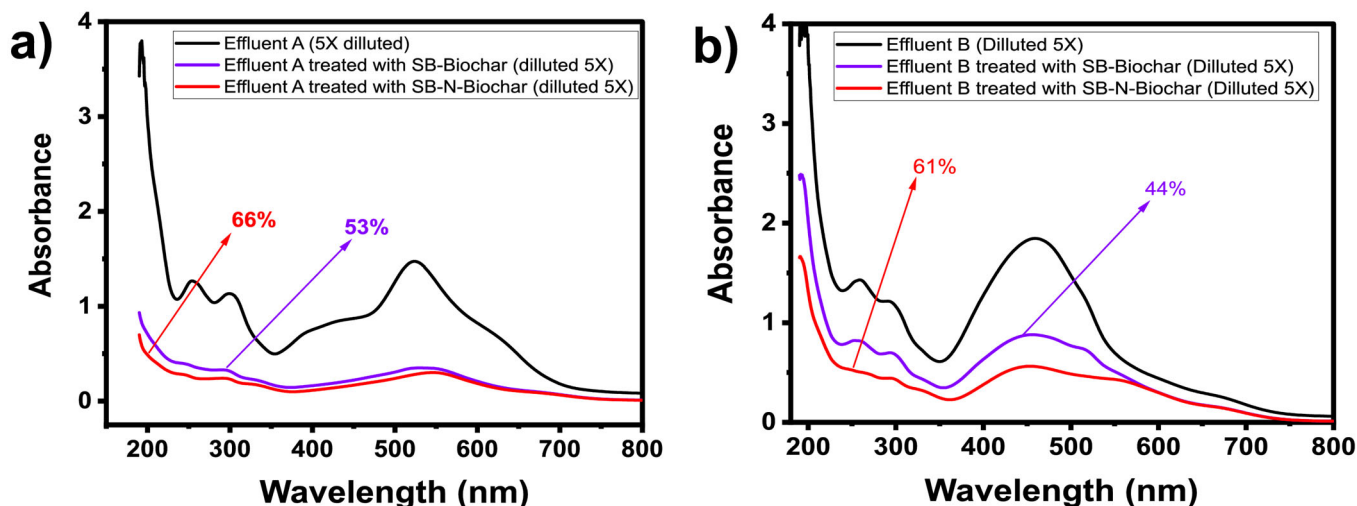 a)
Effluent A (5X diluted)
Effluent A treated with SB-Biochar (diluted 5X)
Effluent A treated with SB-N-Biochar (diluted 5X)
66%
53%
Absorbance
4
3
2
1
0
200 300 400 500 600 700 800
Wavelength (nm)
b)
Effluent B (Dilluted 5X)
Effluent B treated with SB-Biochar (Dilluted 5X)
Effluent B treated with SB-N-Biochar (Dilluted 5X)
61%
44%
Absorbance
4
3
2
1
0
200 300 400 500 600 700 800
Wavelength (nm)